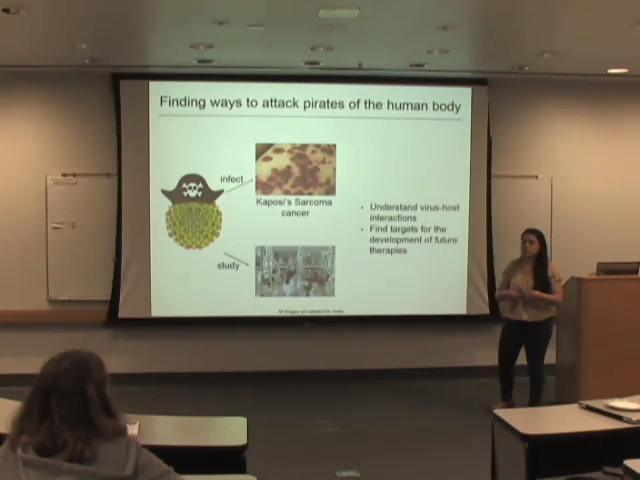 Finding ways to attack pirates of the human body
infect
Kaposi's Sarcoma
cancer
study
• Understand virus-host
interactions
• Find targets for the
development of future
therapies